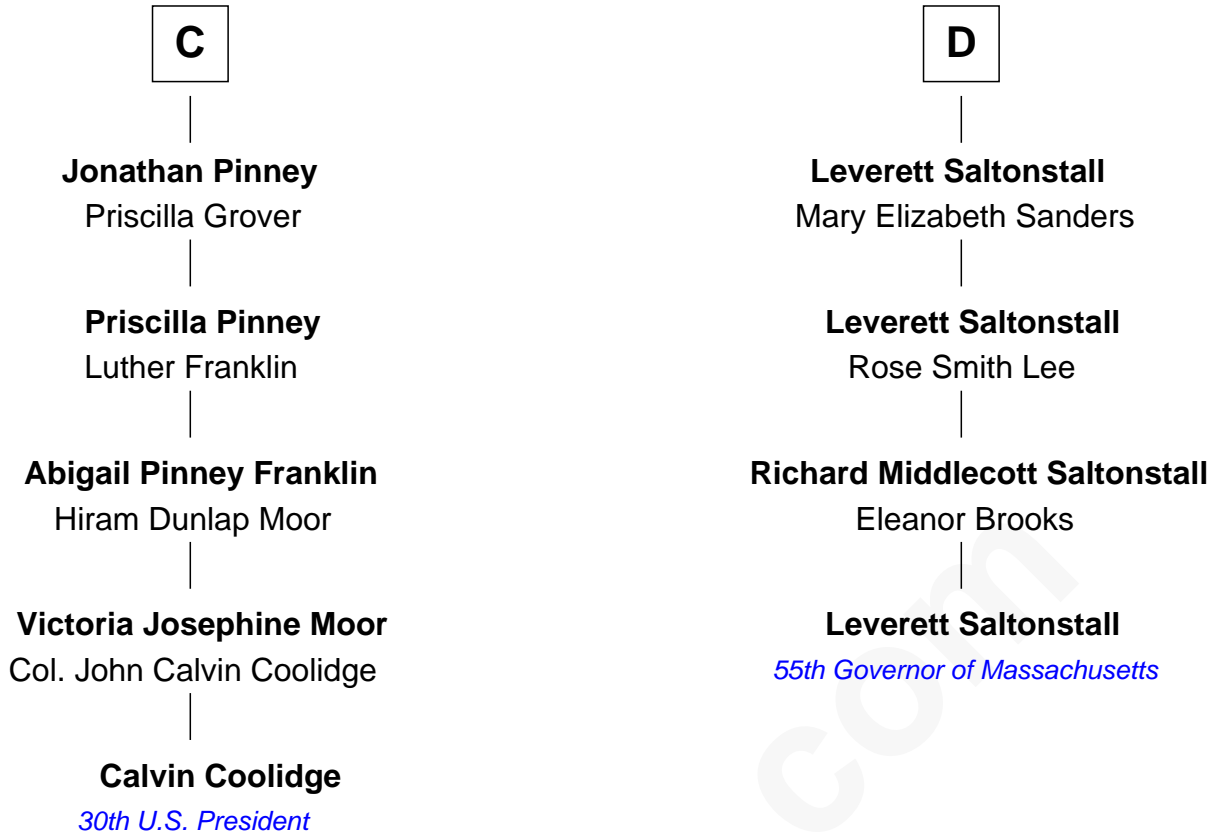 C
Jonathan Pinney
Priscilla Grover
Priscilla Pinney
Luther Franklin
Abigail Pinney Franklin
Hiram Dunlap Moor
Victoria Josephine Moor
Col. John Calvin Coolidge
Calvin Coolidge
30th U.S. President
D
Leverett Saltonstall
Mary Elizabeth Sanders
Leverett Saltonstall
Rose Smith Lee
Richard Middlecott Saltonstall
Eleanor Brooks
Leverett Saltonstall
55th Governor of Massachusetts
com